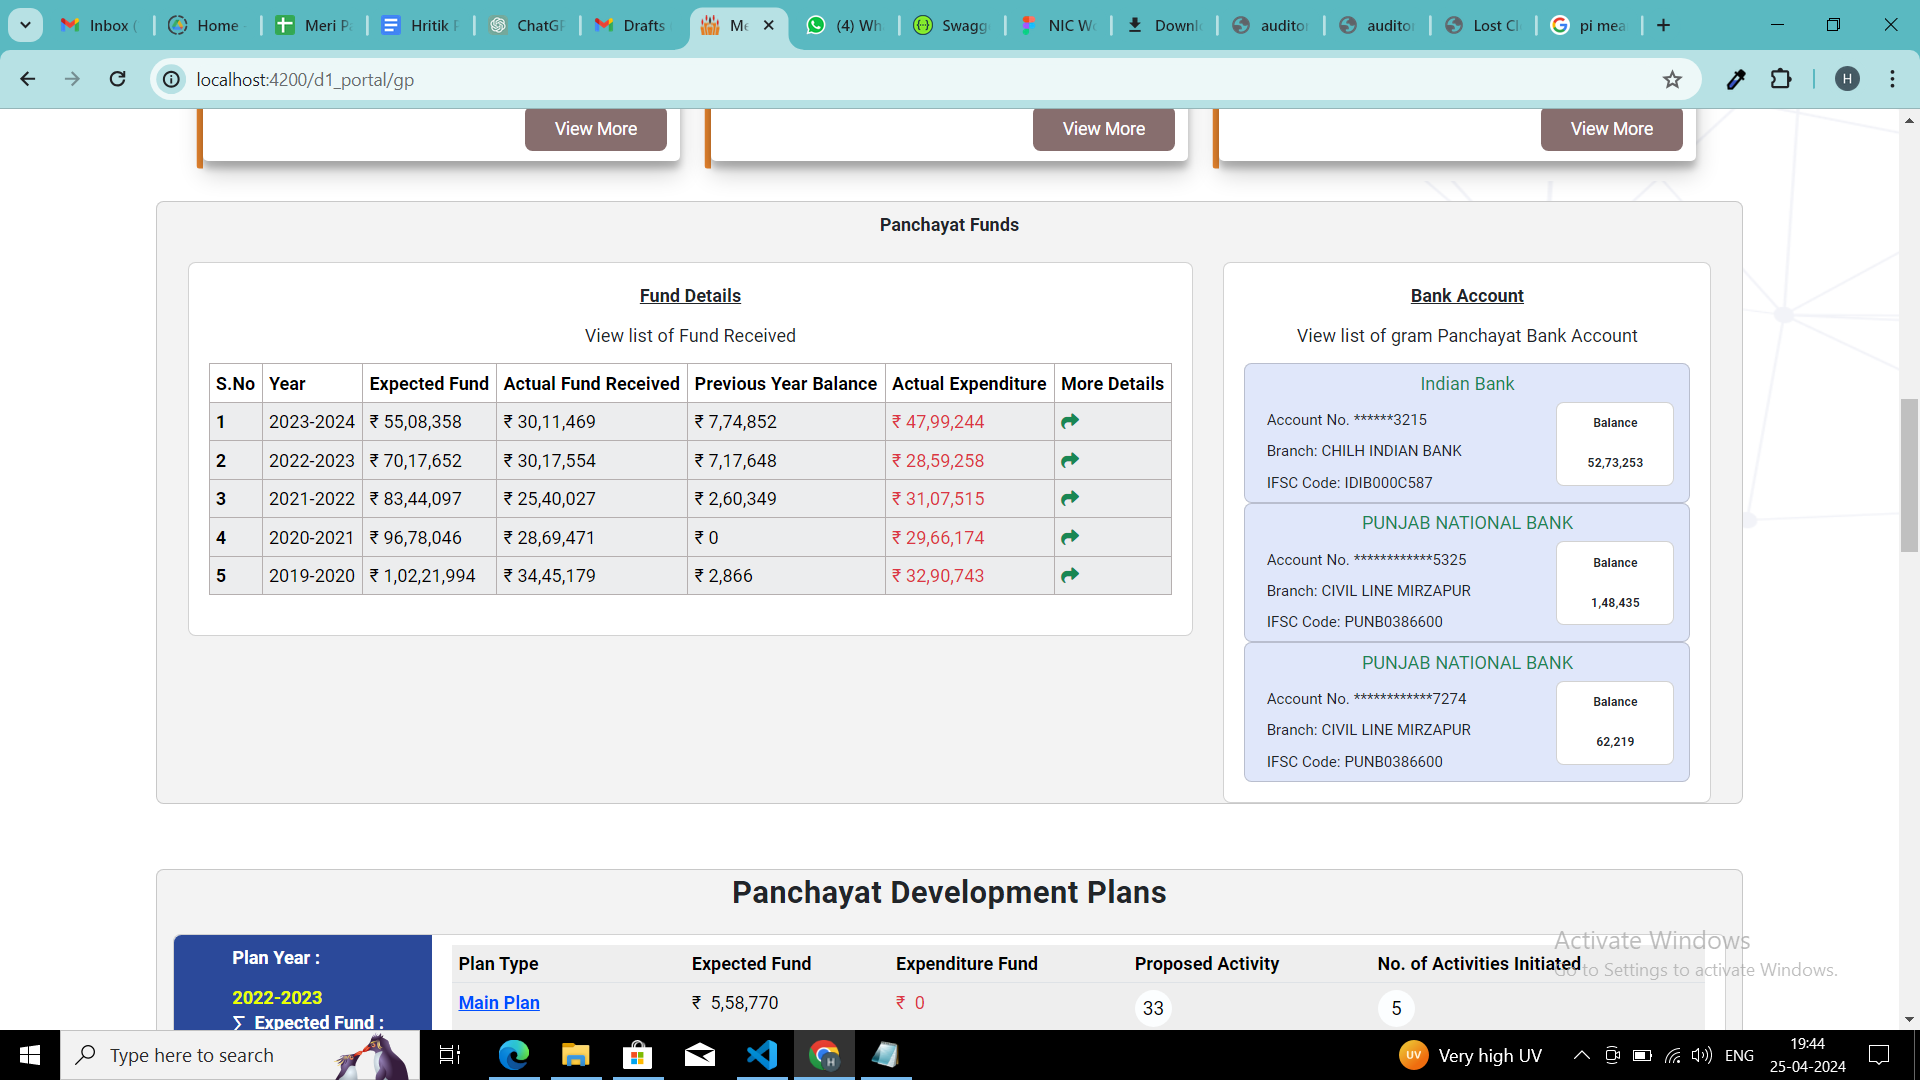 Inbox (
Home -
Meri Pa
Hritik P
ChatGP
Drafts (
Me
(4) Wh
Swagg
NIC Wo
Downlo
auditor
auditor
Lost Cl
pi mea
localhost:4200/d1_portal/gp
H
View More
View More
View More
Panchayat Funds
Fund Details
View list of Fund Received
S.No Year Expected Fund Actual Fund Received Previous Year Balance Actual Expenditure More Details
1 2023-2024 ₹ 55,08,358 ₹ 30,11,469 ₹ 7,74,852 ₹ 47,99,244
2 2022-2023 ₹ 70,17,652 ₹ 30,17,554 ₹ 7,17,648 ₹ 28,59,258
3 2021-2022 ₹ 83,44,097 ₹ 25,40,027 ₹ 2,60,349 ₹ 31,07,515
4 2020-2021 ₹ 96,78,046 ₹ 28,69,471 ₹ 0 ₹ 29,66,174
5 2019-2020 ₹ 1,02,21,994 ₹ 34,45,179 ₹ 2,866 ₹ 32,90,743
Bank Account
View list of gram Panchayat Bank Account
Indian Bank
Account No. ******3215
Branch: CHILH INDIAN BANK
IFSC Code: IDIB000C587
Balance
52,73,253
PUNJAB NATIONAL BANK
Account No. ************5325
Branch: CIVIL LINE MIRZAPUR
IFSC Code: PUNB0386600
Balance
1,48,435
PUNJAB NATIONAL BANK
Account No. ************7274
Branch: CIVIL LINE MIRZAPUR
IFSC Code: PUNB0386600
Balance
62,219
Panchayat Development Plans
Plan Year :
2022-2023
∑ Expected Fund :
Plan Type Expected Fund Expenditure Fund Proposed Activity No. of Activities Initiated
Main Plan ₹ 5,58,770 ₹ 0 33 5
Activate Windows
Go to Settings to activate Windows.
Type here to search
UV
Very high UV
ENG
19:44
25-04-2024